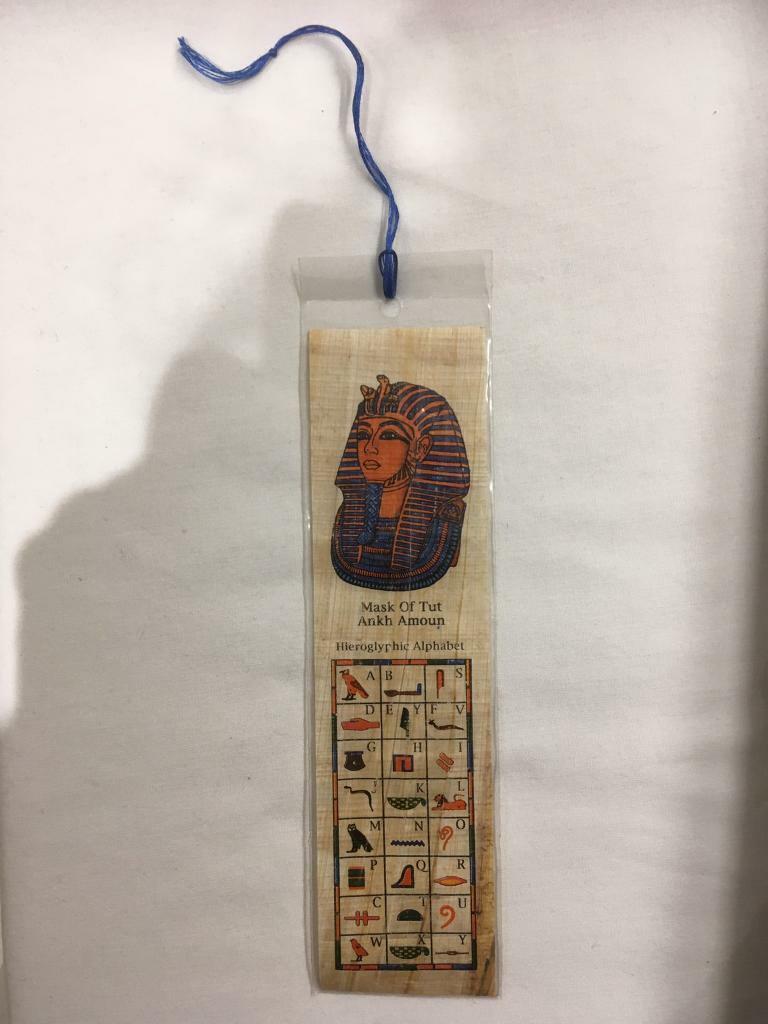 Mask Of Tut
Ankh Amoun
Hieroglyphic Alphabet
A B S
D E Y F V
G H I
J K L
M N O
P Q R
C T U
W X Y